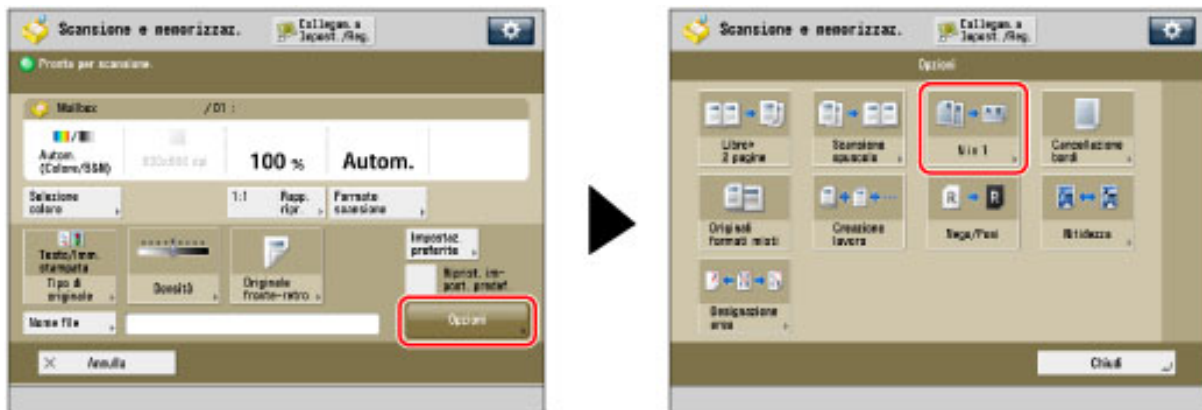 Scansione e memorizzaz.
Collegam. a
Impost./Reg.
Pronto per scansione.
Mailbox /01 :
Autom.
(Colore/B&N)
100 %
Autom.
Selezione
colore
1:1 Rapp.
ripr.
Formato
scansione
Testo/Imm.
stampata
Tipo di
originale
Densità
Originale
fronte-retro
Impostaz.
preferite
Riprist. im-
post. predef.
Nome file
Opzioni
× Annulla
Scansione e memorizzaz.
Collegam. a
Impost./Reg.
Opzioni
Libro+
2 pagine
Scansione
opuscolo
N in 1
Cancellazione
bordi
Originali
formati misti
Creazione
lavoro
Nega/Posi
Nitidezza
Designazione
area
Chiudi